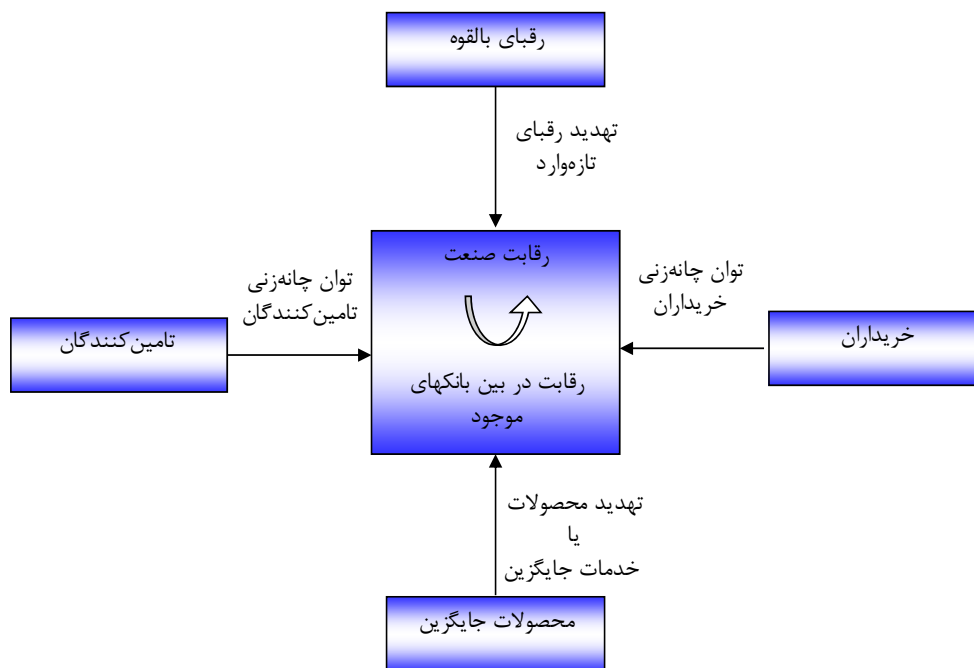 رقبای بالقوه
تهدید رقبای
تازه‌وارد
رقابت صنعت
توان چانه‌زنی
خریداران
خریداران
توان چانه‌زنی
تامین‌کنندگان
تامین‌کنندگان
رقابت در بین بانکهای
موجود
تهدید محصولات
یا
خدمات جایگزین
محصولات جایگزین